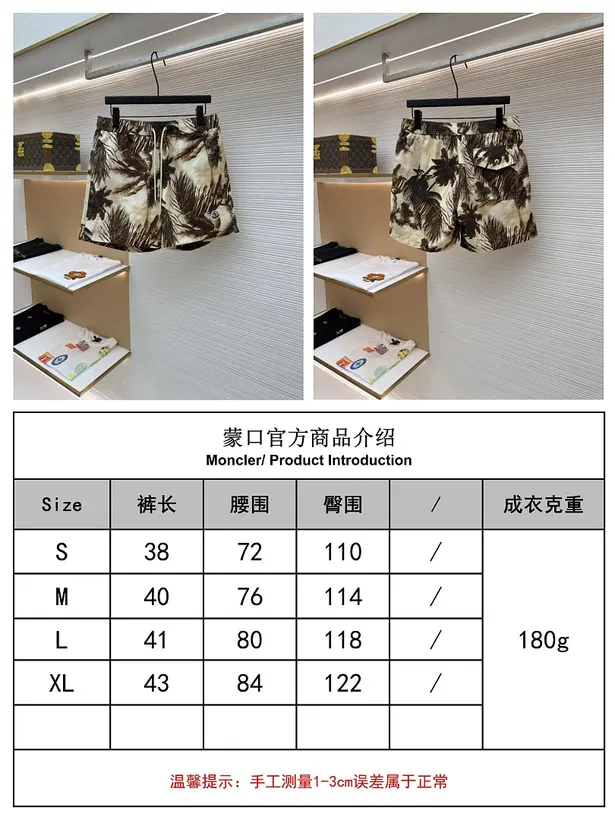 蒙口官方商品介绍
Moncler/ Product Introduction
Size 裤长 腰围 臀围 / 成衣克重
S 38 72 110 /
M 40 76 114 /
L 41 80 118 / 180g
XL 43 84 122 /
温馨提示：手工测量1-3cm误差属于正常